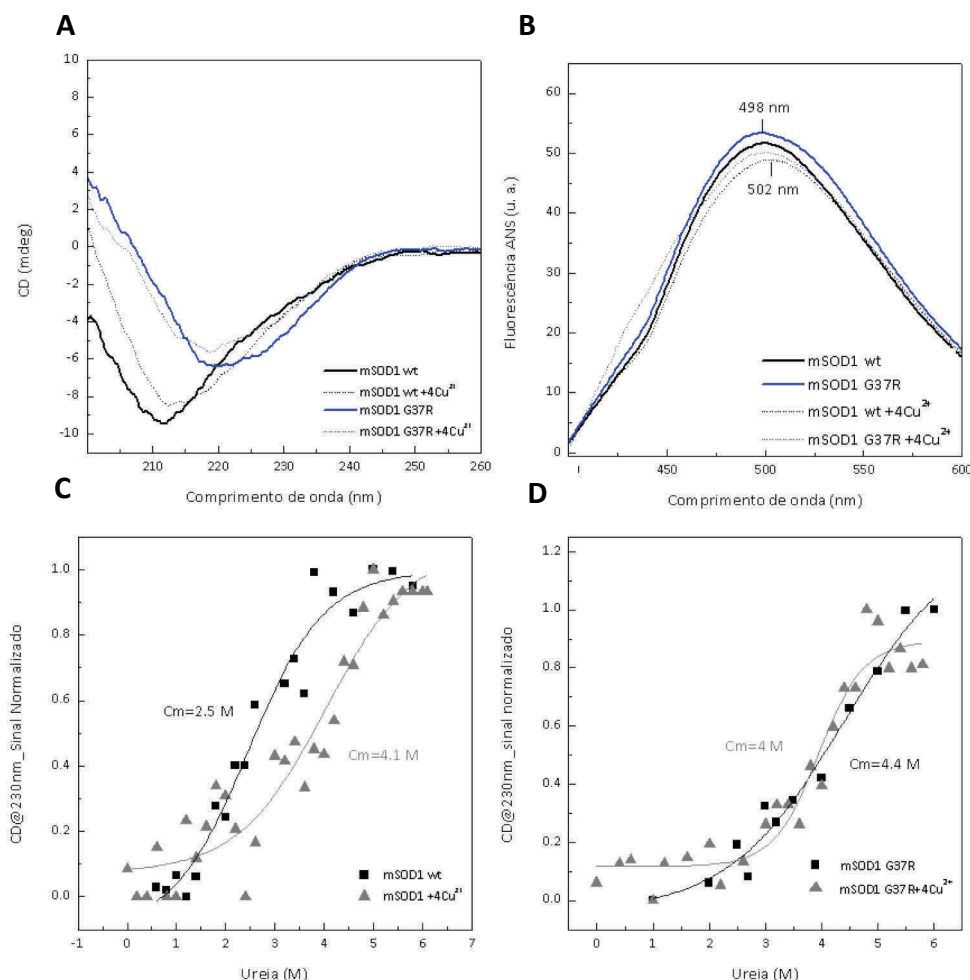 A
10
8
6
4
2
0
-2
-4
-6
-8
-10
CD (mdeg)
210 220 230 240 250 260
Comprimento de onda (nm)
mSOD1 wt
mSOD1 wt +4Cu²⁺
mSOD1 G37R
mSOD1 G37R +4Cu²⁺
B
60
50
40
30
20
10
0
Fluorescência ANS (u. a.)
498 nm
502 nm
450 500 550 600
Comprimento de onda (nm)
mSOD1 wt
mSOD1 G37R
mSOD1 wt +4Cu²⁺
mSOD1 G37R +4Cu²⁺
C
1.0
0.8
0.6
0.4
0.2
0.0
CD@230nm_Sinal Normalizado
Cm=2.5 M
Cm=4.1 M
mSOD1 wt
mSOD1 +4Cu²⁺
-1 0 1 2 3 4 5 6 7
Ureia (M)
D
1.2
1.0
0.8
0.6
0.4
0.2
0.0
CD@230nm_sinal normalizado
Cm=4 M
Cm=4.4 M
mSOD1 G37R
mSOD1 G37R+4Cu²⁺
0 1 2 3 4 5 6
Ureia (M)